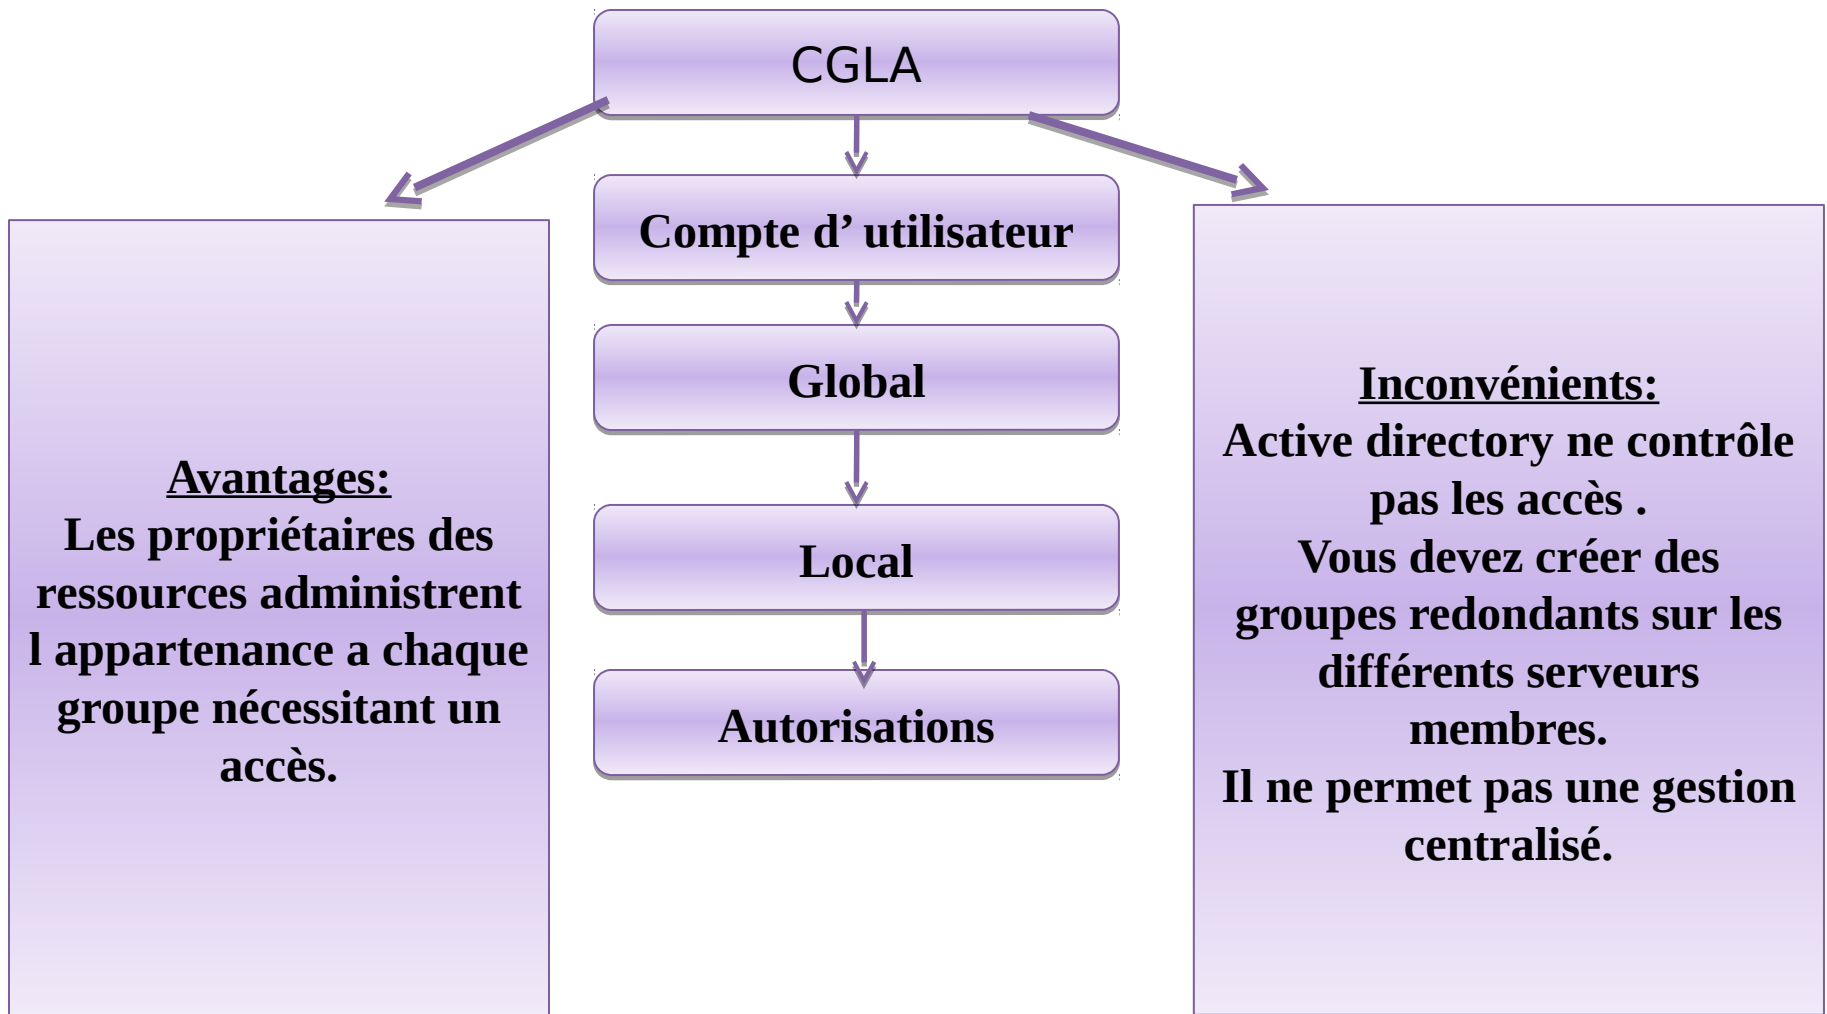 CGLA
Compte d’ utilisateur
Global
Local
Autorisations
Avantages:
Les propriétaires des
ressources administrent
l appartenance a chaque
groupe nécessitant un
accès.
Inconvénients:
Active directory ne contrôle
pas les accès .
Vous devez créer des
groupes redondants sur les
différents serveurs
membres.
Il ne permet pas une gestion
centralisé.